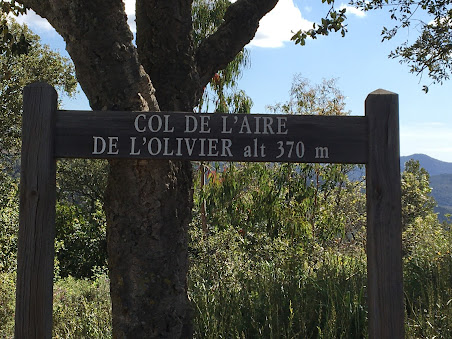 COL DE L'AIRE
DE L'OLIVIER alt 370 m